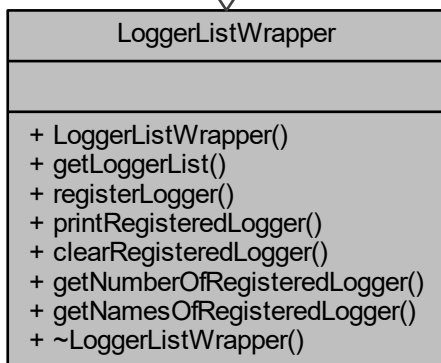 LoggerListWrapper
+ LoggerListWrapper()
+ getLoggerList()
+ registerLogger()
+ printRegisteredLogger()
+ clearRegisteredLogger()
+ getNumberOfRegisteredLogger()
+ getNamesOfRegisteredLogger()
+ ~LoggerListWrapper()